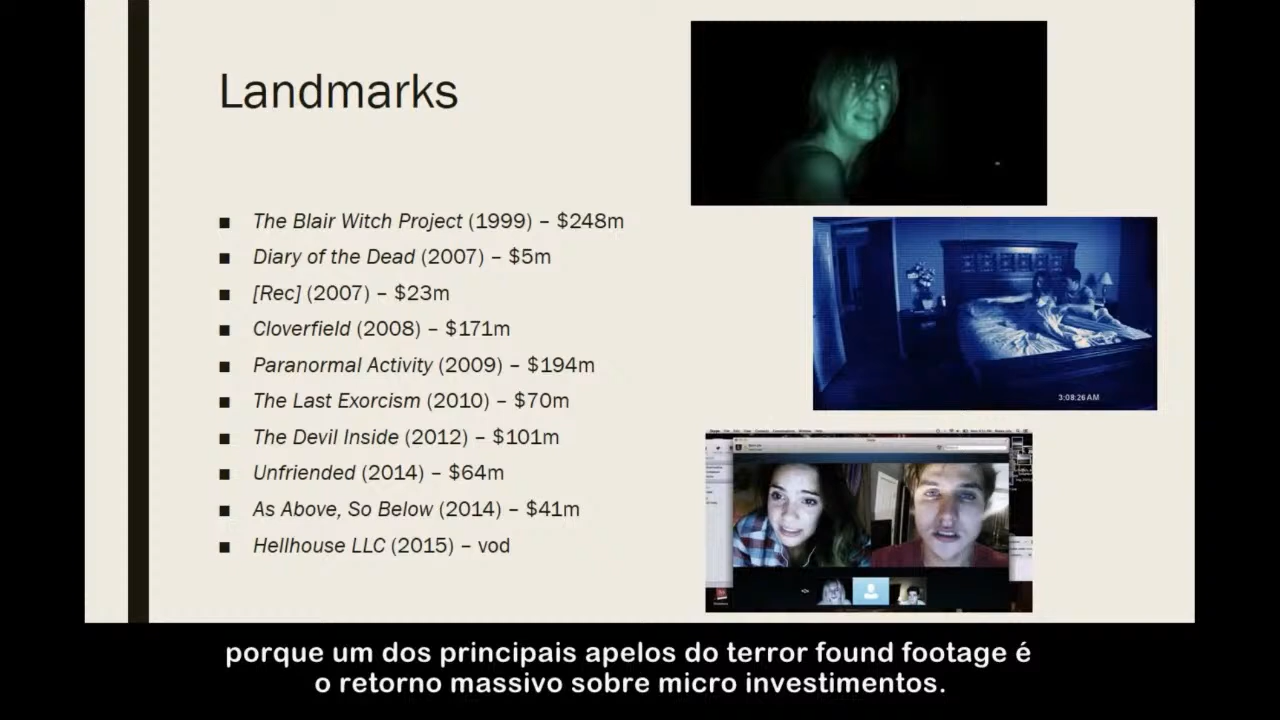 Landmarks
■ The Blair Witch Project (1999) – $248m
■ Diary of the Dead (2007) – $5m
■ [Rec] (2007) – $23m
■ Cloverfield (2008) – $171m
■ Paranormal Activity (2009) – $194m
■ The Last Exorcism (2010) – $70m
■ The Devil Inside (2012) – $101m
■ Unfriended (2014) – $64m
■ As Above, So Below (2014) – $41m
■ Hellhouse LLC (2015) – vod
3:08:26 AM
porque um dos principais apelos do terror found footage é
o retorno massivo sobre micro investimentos.